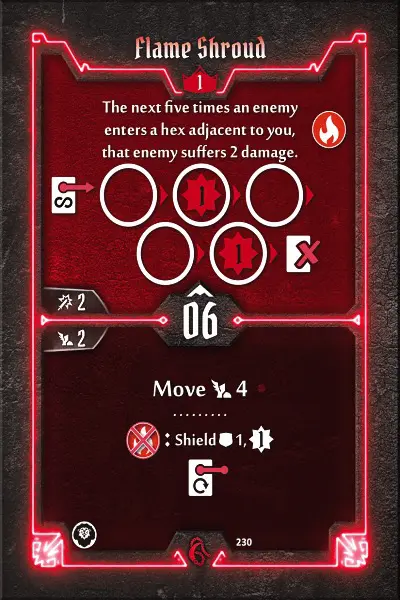 Flame Shroud
1
The next five times an enemy
enters a hex adjacent to you,
that enemy suffers 2 damage.
S
1
1
X
2
06
2
Move 4
: Shield 1, 1
230